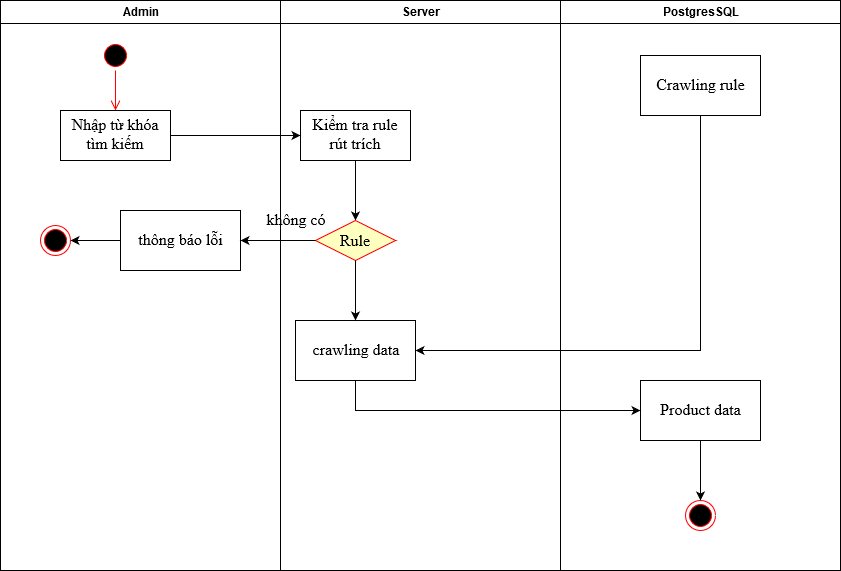 Admin
Server
PostgresSQL
Crawling rule
Nhập từ khóa
tìm kiếm
Kiểm tra rule
rút trích
không có
thông báo lỗi
Rule
crawling data
Product data